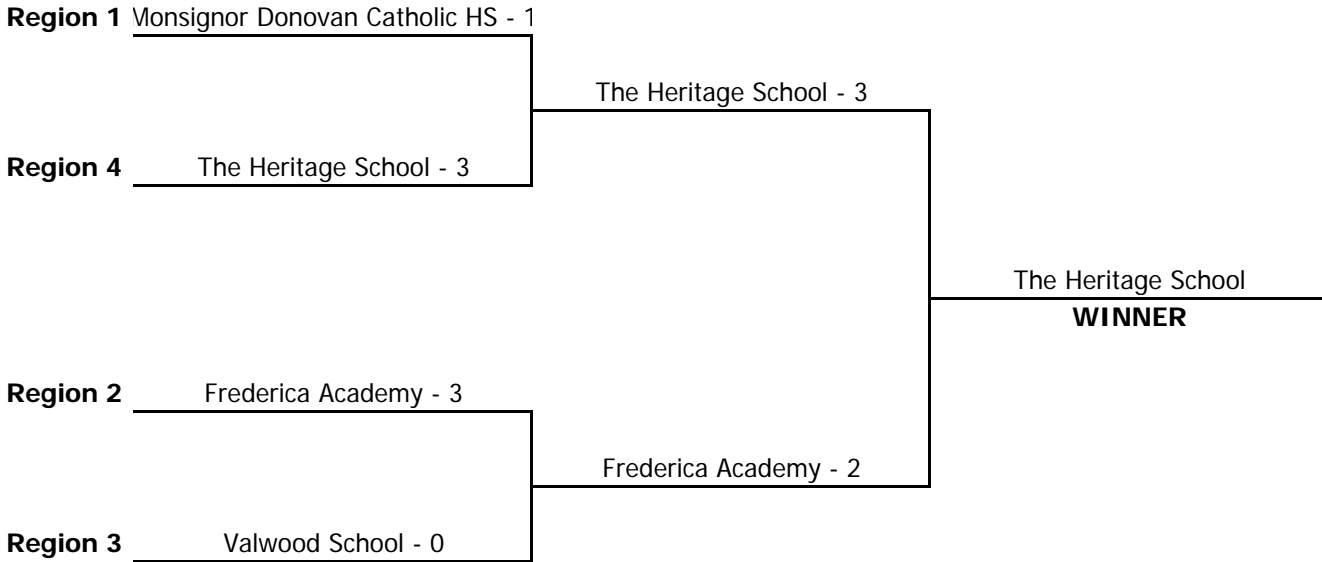 Region 1 Monsignor Donovan Catholic HS - 1
The Heritage School - 3
Region 4 The Heritage School - 3
The Heritage School
WINNER
Region 2 Frederica Academy - 3
Frederica Academy - 2
Region 3 Valwood School - 0